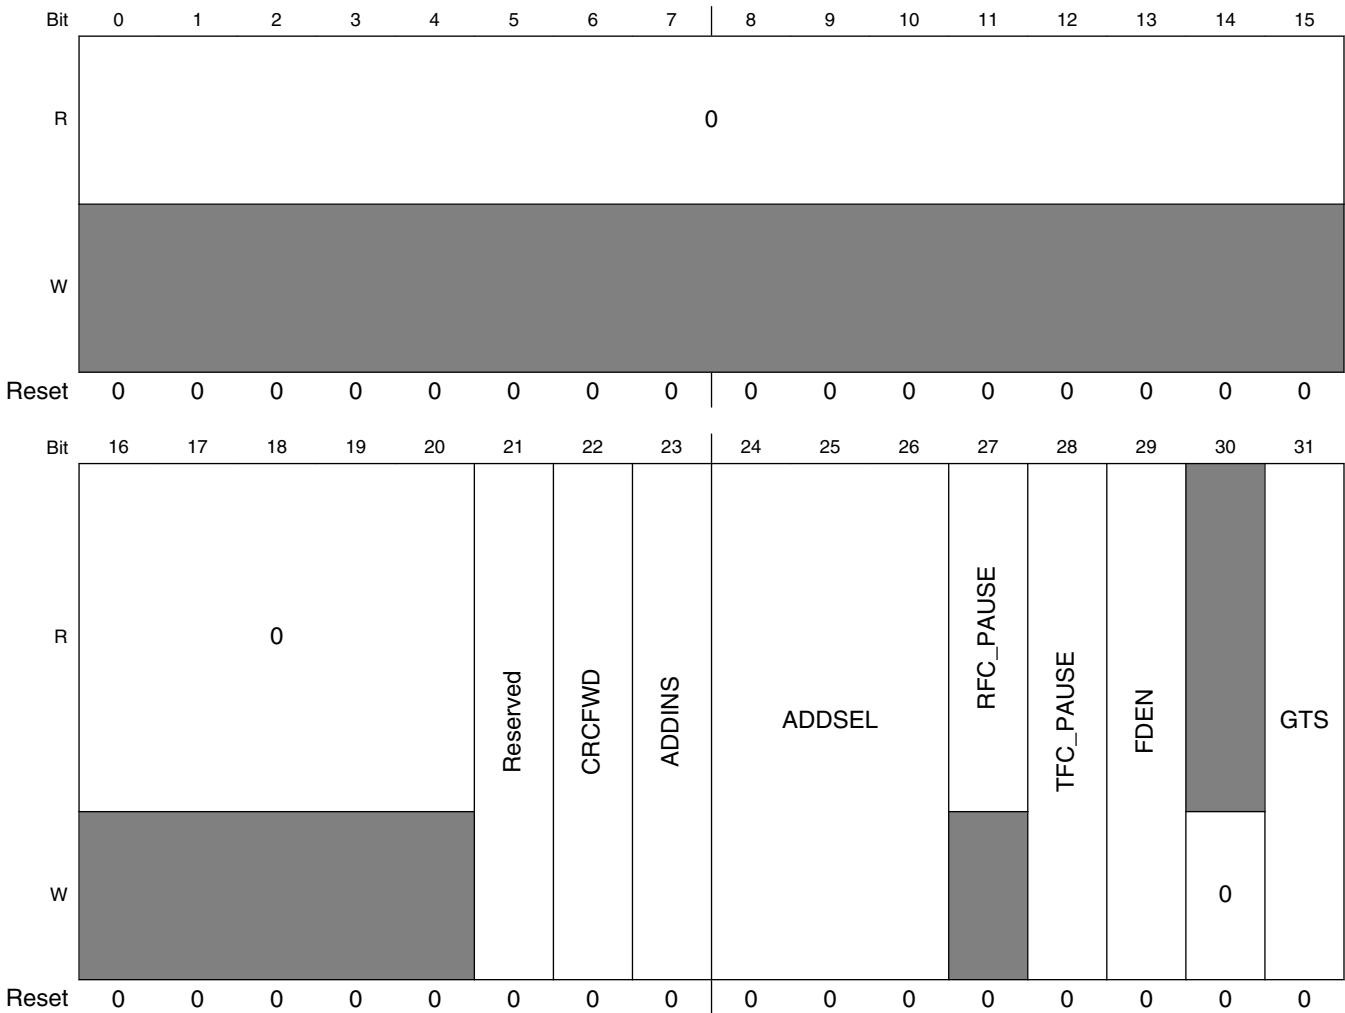 Bit 0 1 2 3 4 5 6 7 8 9 10 11 12 13 14 15
R 0
W
Reset 0 0 0 0 0 0 0 0 0 0 0 0 0 0 0 0
Bit 16 17 18 19 20 21 22 23 24 25 26 27 28 29 30 31
R 0 Reserved CRCFWD ADDINS ADDSEL RFC_PAUSE TFC_PAUSE FDEN GTS
W 0
Reset 0 0 0 0 0 0 0 0 0 0 0 0 0 0 0 0